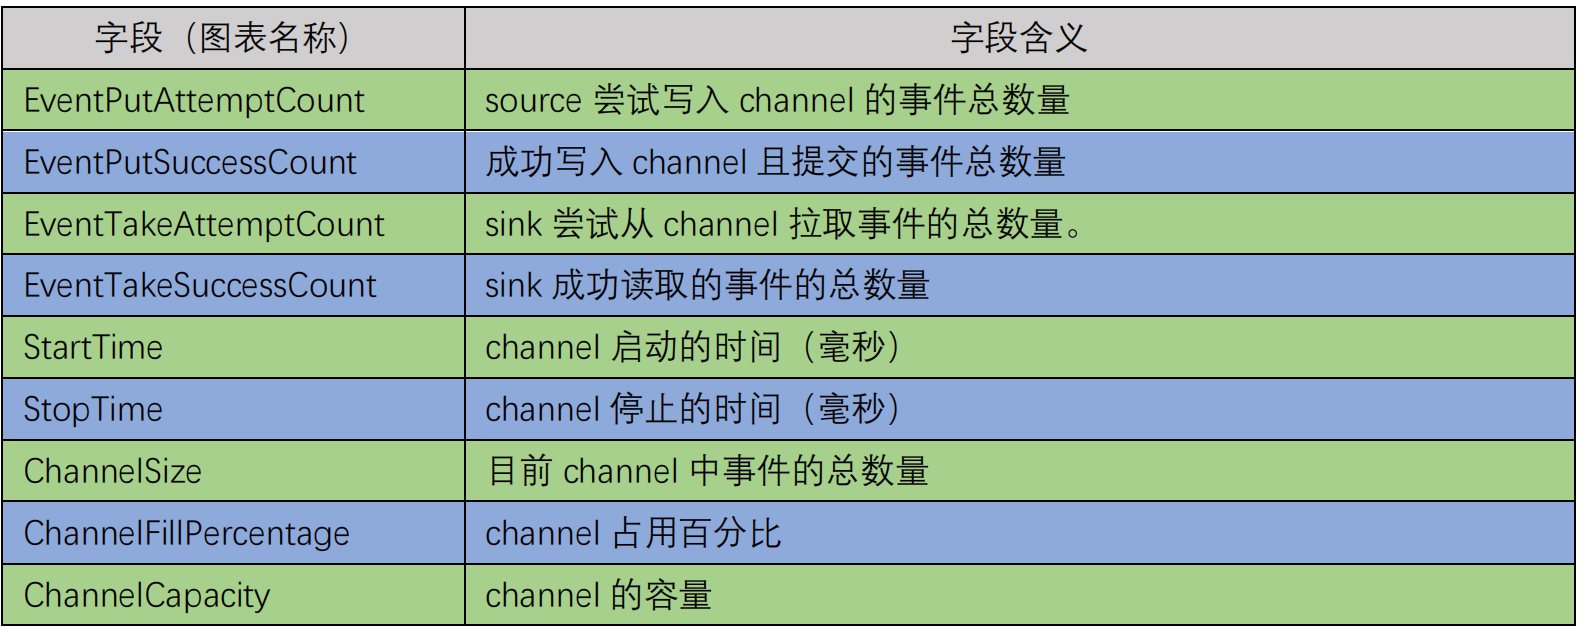 字段（图表名称） 字段含义
EventPutAttemptCount source 尝试写入 channel 的事件总数量
EventPutSuccessCount 成功写入 channel 且提交的事件总数量
EventTakeAttemptCount sink 尝试从 channel 拉取事件的总数量。
EventTakeSuccessCount sink 成功读取的事件的总数量
StartTime channel 启动的时间（毫秒）
StopTime channel 停止的时间（毫秒）
ChannelSize 目前 channel 中事件的总数量
ChannelFillPercentage channel 占用百分比
ChannelCapacity channel 的容量